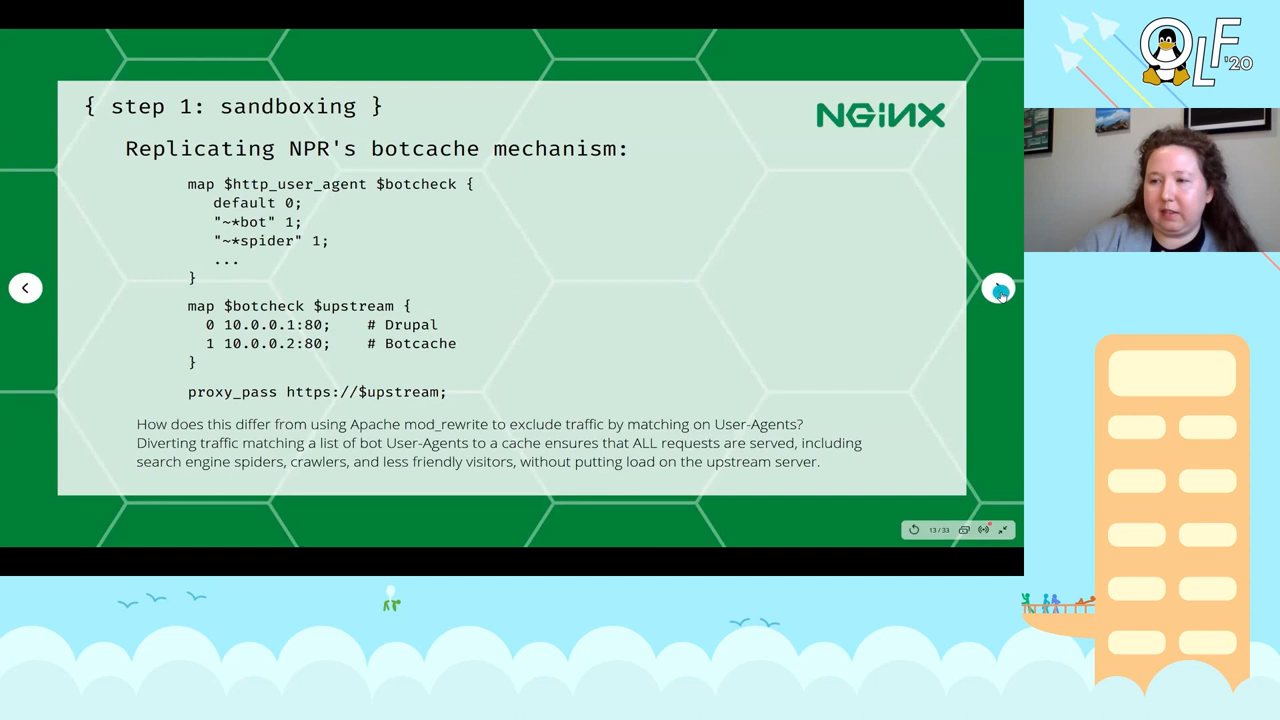 { step 1: sandboxing }
NGINX
Replicating NPR's botcache mechanism:
map $http_user_agent $botcheck {
default 0;
"~*bot" 1;
"~*spider" 1;
...
}
map $botcheck $upstream {
0 10.0.0.1:80; # Drupal
1 10.0.0.2:80; # Botcache
}
proxy_pass https://$upstream;
How does this differ from using Apache mod_rewrite to exclude traffic by matching on User-Agents?
Diverting traffic matching a list of bot User-Agents to a cache ensures that ALL requests are served, including
search engine spiders, crawlers, and less friendly visitors, without putting load on the upstream server.
13 / 33
OLF '20